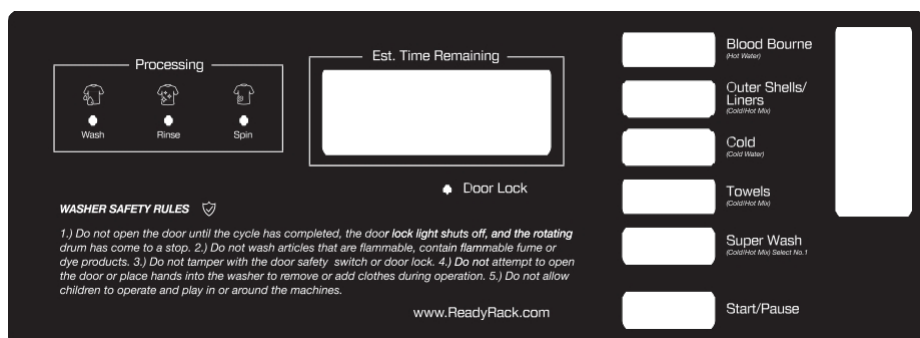 Processing
Wash
Rinse
Spin
Est. Time Remaining
Door Lock
WASHER SAFETY RULES
1.) Do not open the door until the cycle has completed, the door lock light shuts off, and the rotating
drum has come to a stop. 2.) Do not wash articles that are flammable, contain flammable fume or
dye products. 3.) Do not tamper with the door safety switch or door lock. 4.) Do not attempt to open
the door or place hands into the washer to remove or add clothes during operation. 5.) Do not allow
children to operate and play in or around the machines.
www.ReadyRack.com
Blood Bourne
(Hot Water)
Outer Shells/
Liners
(Cold/Hot Mix)
Cold
(Cold Water)
Towels
(Cold/Hot Mix)
Super Wash
(Cold/Hot Mix) Select No.1
Start/Pause